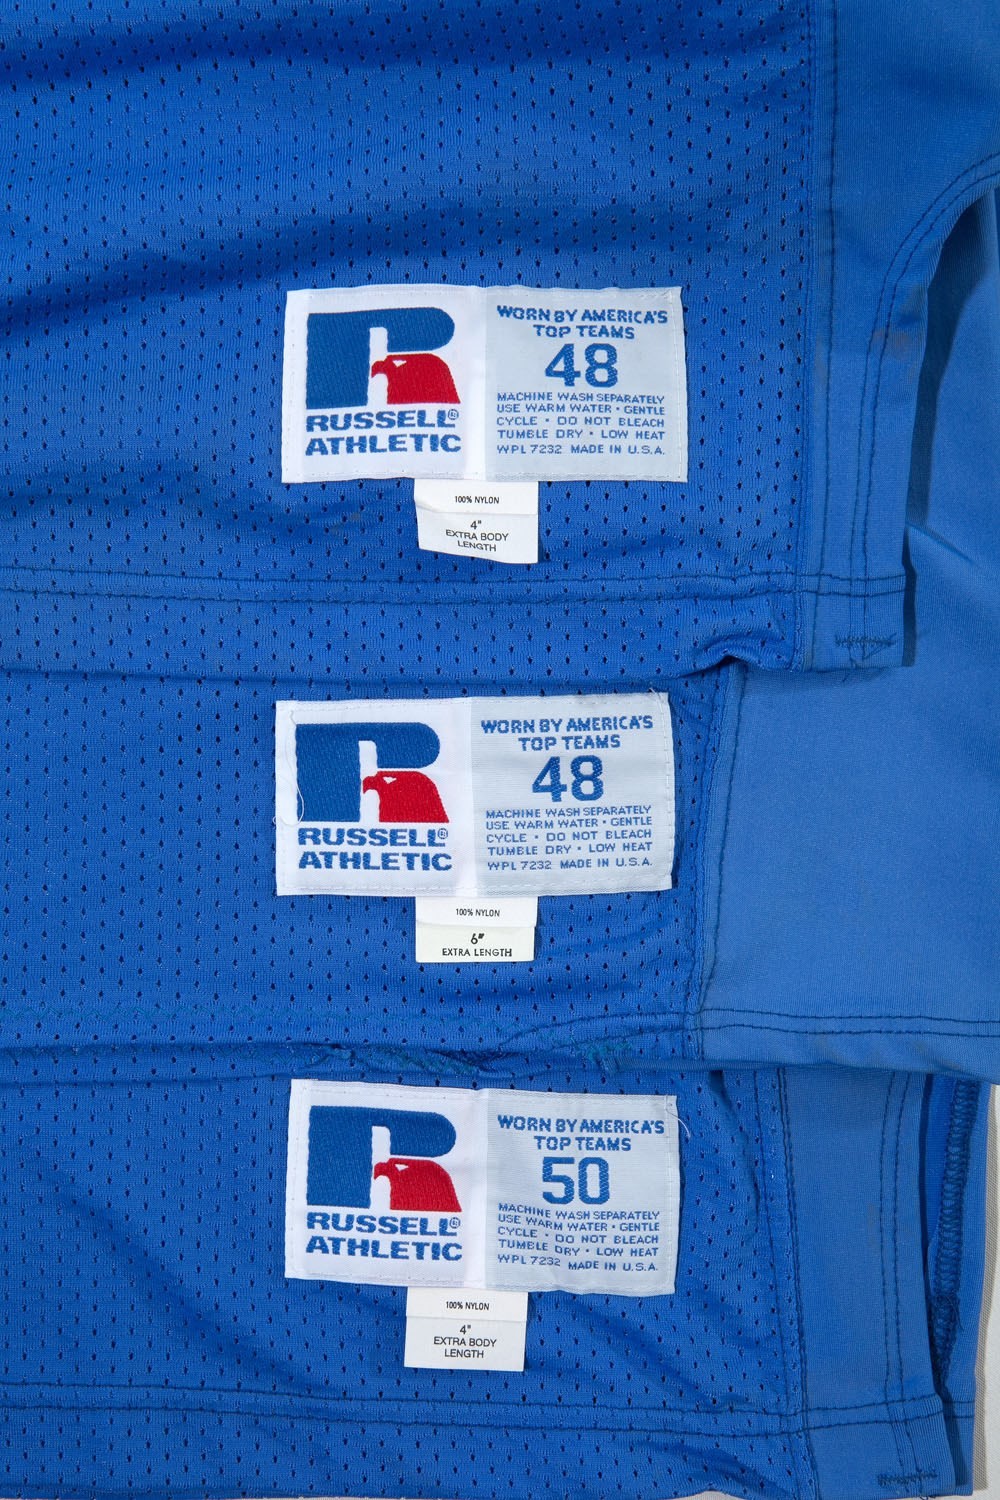 RUSSELL®
ATHLETIC
WORN BY AMERICA'S
TOP TEAMS
48
MACHINE WASH SEPARATELY
USE WARM WATER • GENTLE
CYCLE • DO NOT BLEACH
TUMBLE DRY • LOW HEAT
WPL 7232 MADE IN U.S.A.
100% NYLON
4"
EXTRA BODY
LENGTH
RUSSELL®
ATHLETIC
WORN BY AMERICA'S
TOP TEAMS
48
MACHINE WASH SEPARATELY
USE WARM WATER • GENTLE
CYCLE • DO NOT BLEACH
TUMBLE DRY • LOW HEAT
WPL 7232 MADE IN U.S.A.
100% NYLON
6"
EXTRA LENGTH
RUSSELL®
ATHLETIC
WORN BY AMERICA'S
TOP TEAMS
50
MACHINE WASH SEPARATELY
USE WARM WATER • GENTLE
CYCLE • DO NOT BLEACH
TUMBLE DRY • LOW HEAT
WPL 7232 MADE IN U.S.A.
100% NYLON
4"
EXTRA BODY
LENGTH